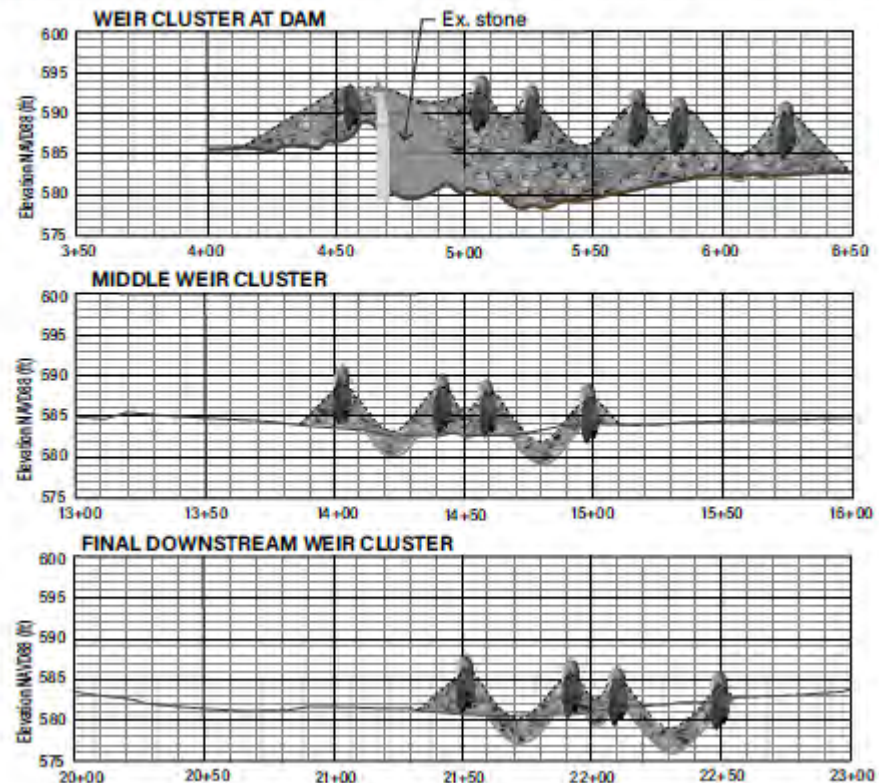 WEIR CLUSTER AT DAM
Ex. stone
Elevation NAVD88 (ft)
600
595
590
585
580
575
3+50 4+00 4+50 5+00 5+50 6+00 6+50
MIDDLE WEIR CLUSTER
Elevation NAVD88 (ft)
600
595
590
585
580
575
13+00 13+50 14+00 14+50 15+00 15+50 16+00
FINAL DOWNSTREAM WEIR CLUSTER
Elevation NAVD88 (ft)
600
595
590
585
580
575
20+00 20+50 21+00 21+50 22+00 22+50 23+00